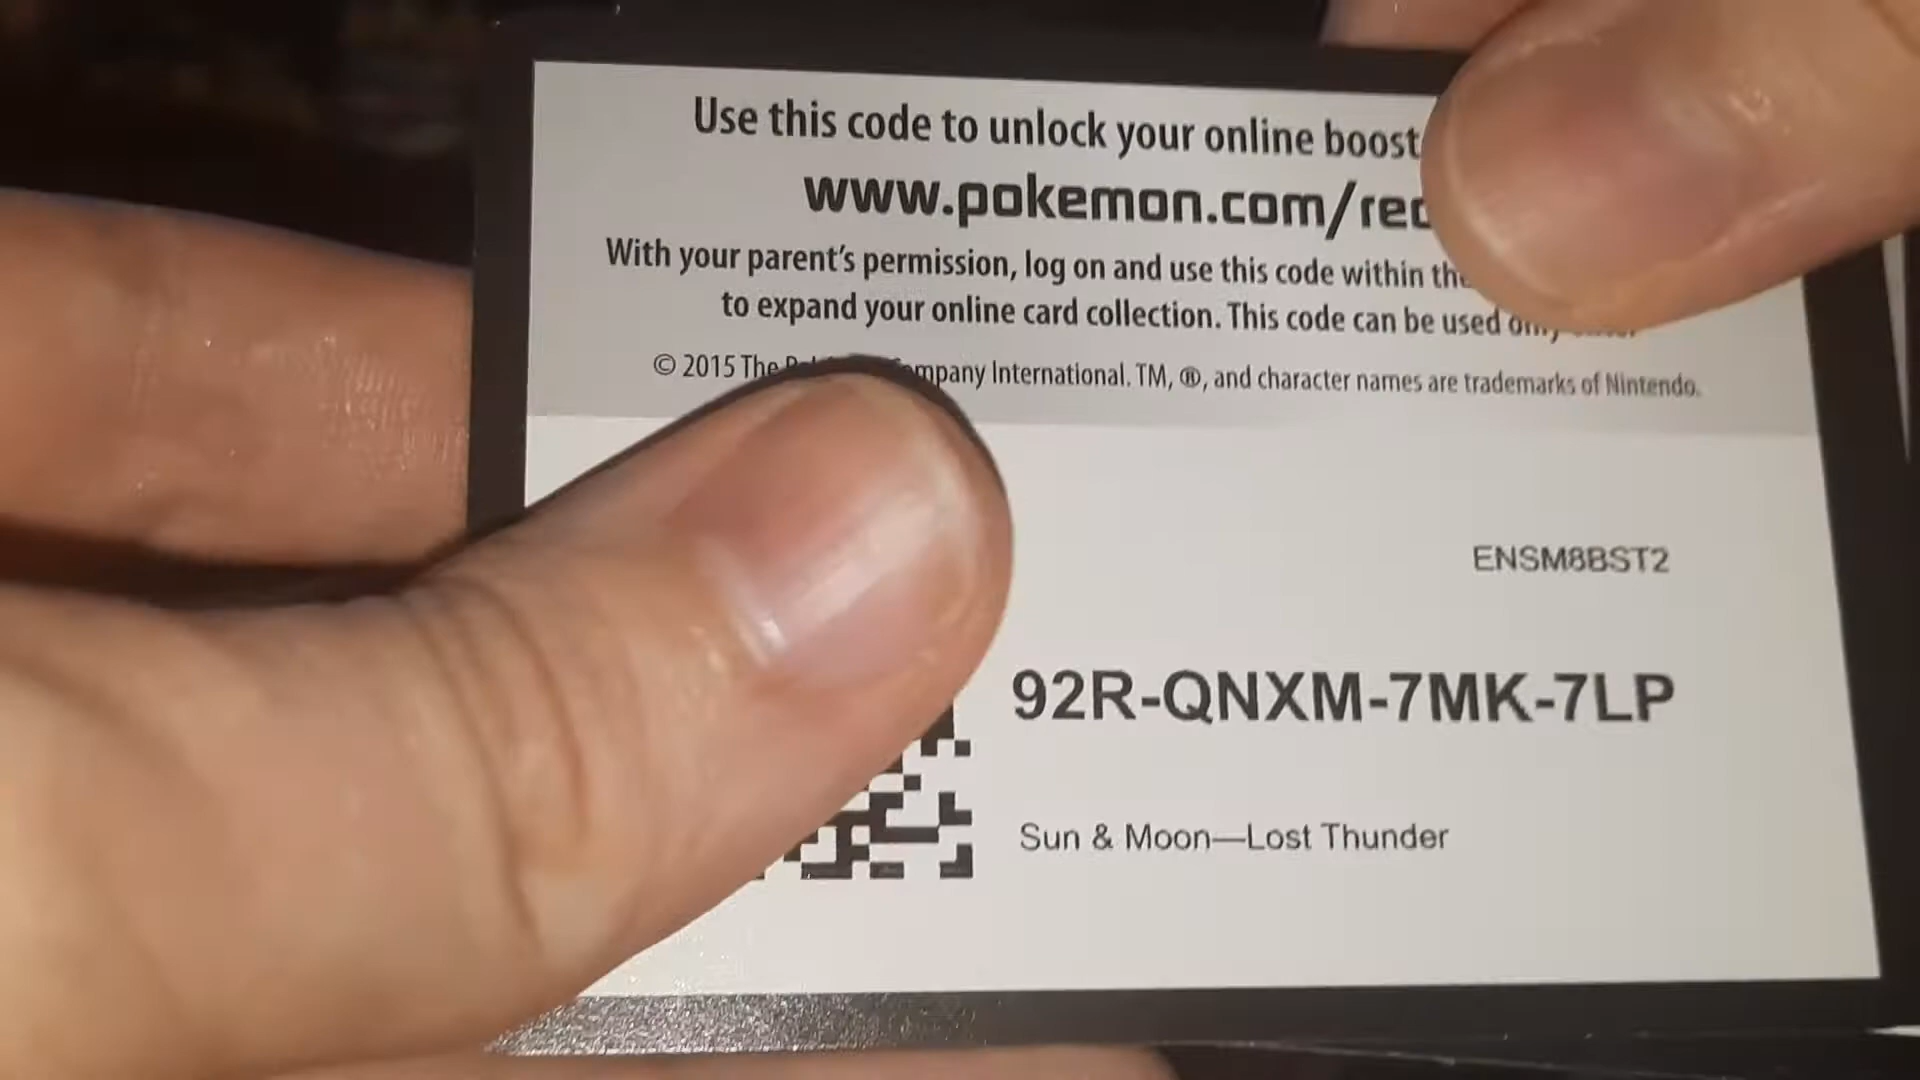 Use this code to unlock your online boost
www.pokemon.com/rec
With your parent's permission, log on and use this code within the
to expand your online card collection. This code can be used only
© 2015 The Company International. TM, ®, and character names are trademarks of Nintendo.
ENSM8BST2
92R-QNXM-7MK-7LP
Sun & Moon—Lost Thunder